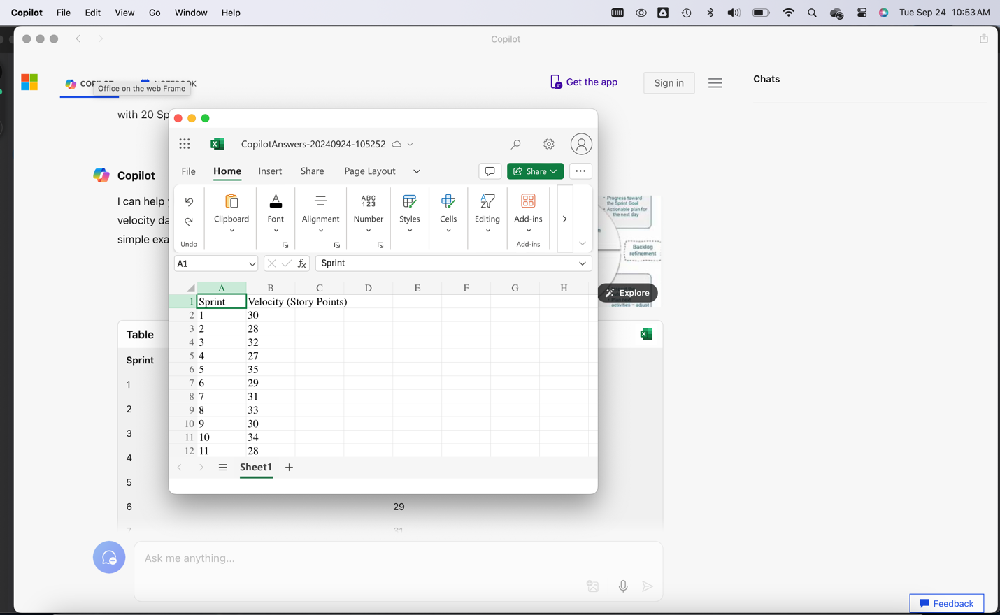 Copilot File Edit View Go Window Help
Tue Sep 24 10:53 AM
Copilot
COPILOT NOTEBOOK
Office on the web Frame
Get the app
Sign in
Chats
with 20 Sp
Copilot
I can help
velocity da
simple exa
CopilotAnswers-20240924-105252
File Home Insert Share Page Layout
Share
Undo
Clipboard
Font
Alignment
ABC
123
Number
Styles
Cells
Editing
Add-ins
Add-ins
A1
fx
Sprint
A B C D E F G H
1 Sprint Velocity (Story Points)
2 1 30
3 2 28
4 3 32
5 4 27
6 5 35
7 6 29
8 7 31
9 8 33
10 9 30
11 10 34
12 11 28
Sheet1
• Progress toward
the Sprint Goal
• Actionable plan for
the next day
Backlog
refinement
Explore
activities – adjust
Table
Sprint
1
2
3
4
5
6 29
7 31
Ask me anything...
Feedback